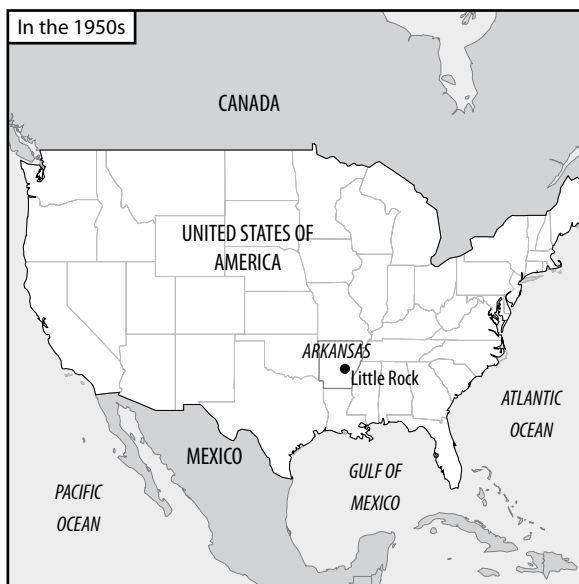 In the 1950s
CANADA
UNITED STATES OF
AMERICA
ARKANSAS
Little Rock
ATLANTIC
OCEAN
MEXICO
GULF OF
MEXICO
PACIFIC
OCEAN